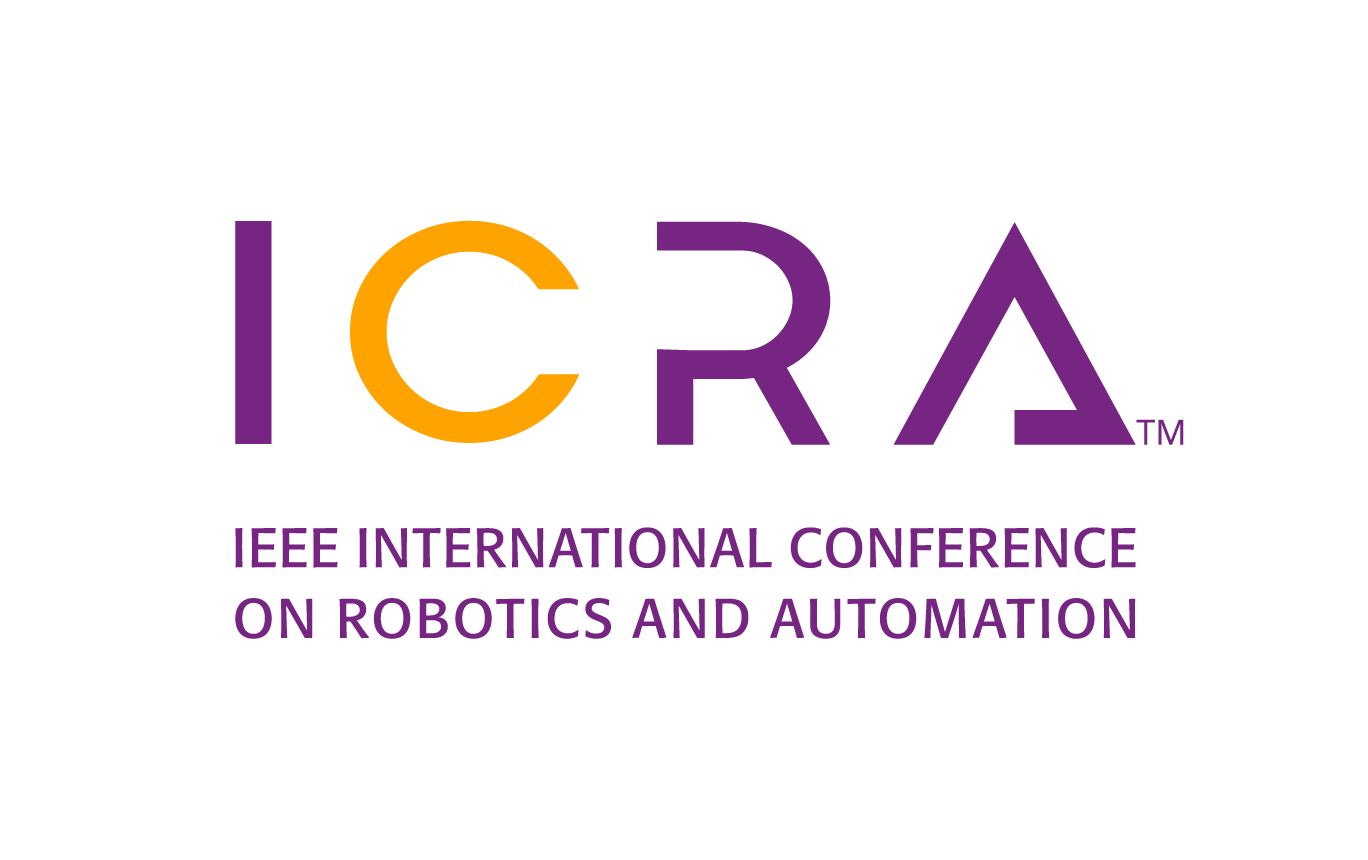 ICRA™
IEEE INTERNATIONAL CONFERENCE
ON ROBOTICS AND AUTOMATION